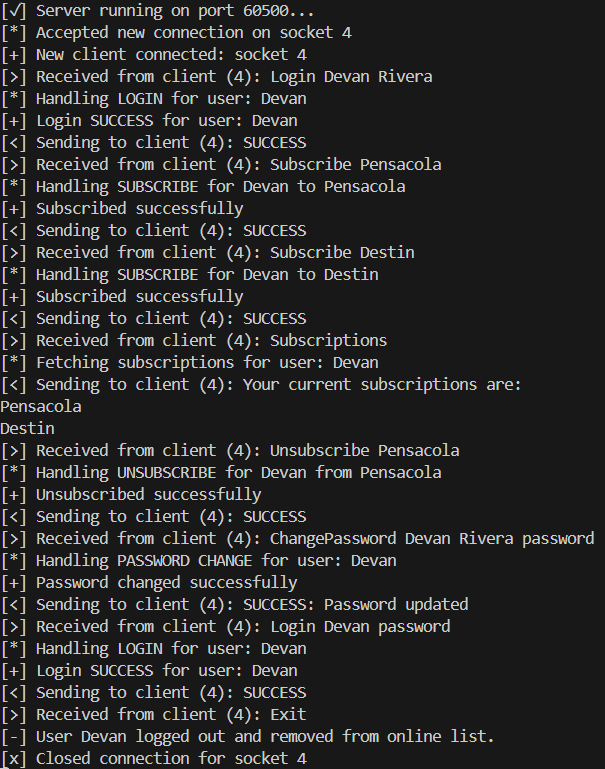 [✓] Server running on port 60500...
[*] Accepted new connection on socket 4
[+] New client connected: socket 4
[>] Received from client (4): Login Devan Rivera
[*] Handling LOGIN for user: Devan
[+] Login SUCCESS for user: Devan
[<] Sending to client (4): SUCCESS
[>] Received from client (4): Subscribe Pensacola
[*] Handling SUBSCRIBE for Devan to Pensacola
[+] Subscribed successfully
[<] Sending to client (4): SUCCESS
[>] Received from client (4): Subscribe Destin
[*] Handling SUBSCRIBE for Devan to Destin
[+] Subscribed successfully
[<] Sending to client (4): SUCCESS
[>] Received from client (4): Subscriptions
[*] Fetching subscriptions for user: Devan
[<] Sending to client (4): Your current subscriptions are:
Pensacola
Destin
[>] Received from client (4): Unsubscribe Pensacola
[*] Handling UNSUBSCRIBE for Devan from Pensacola
[+] Unsubscribed successfully
[<] Sending to client (4): SUCCESS
[>] Received from client (4): ChangePassword Devan Rivera password
[*] Handling PASSWORD CHANGE for user: Devan
[+] Password changed successfully
[<] Sending to client (4): SUCCESS: Password updated
[>] Received from client (4): Login Devan password
[*] Handling LOGIN for user: Devan
[+] Login SUCCESS for user: Devan
[<] Sending to client (4): SUCCESS
[>] Received from client (4): Exit
[-] User Devan logged out and removed from online list.
[x] Closed connection for socket 4